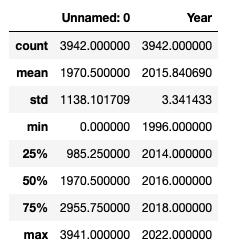 Unnamed: 0 Year
count 3942.000000 3942.000000
mean 1970.500000 2015.840690
std 1138.101709 3.341433
min 0.000000 1996.000000
25% 985.250000 2014.000000
50% 1970.500000 2016.000000
75% 2955.750000 2018.000000
max 3941.000000 2022.000000